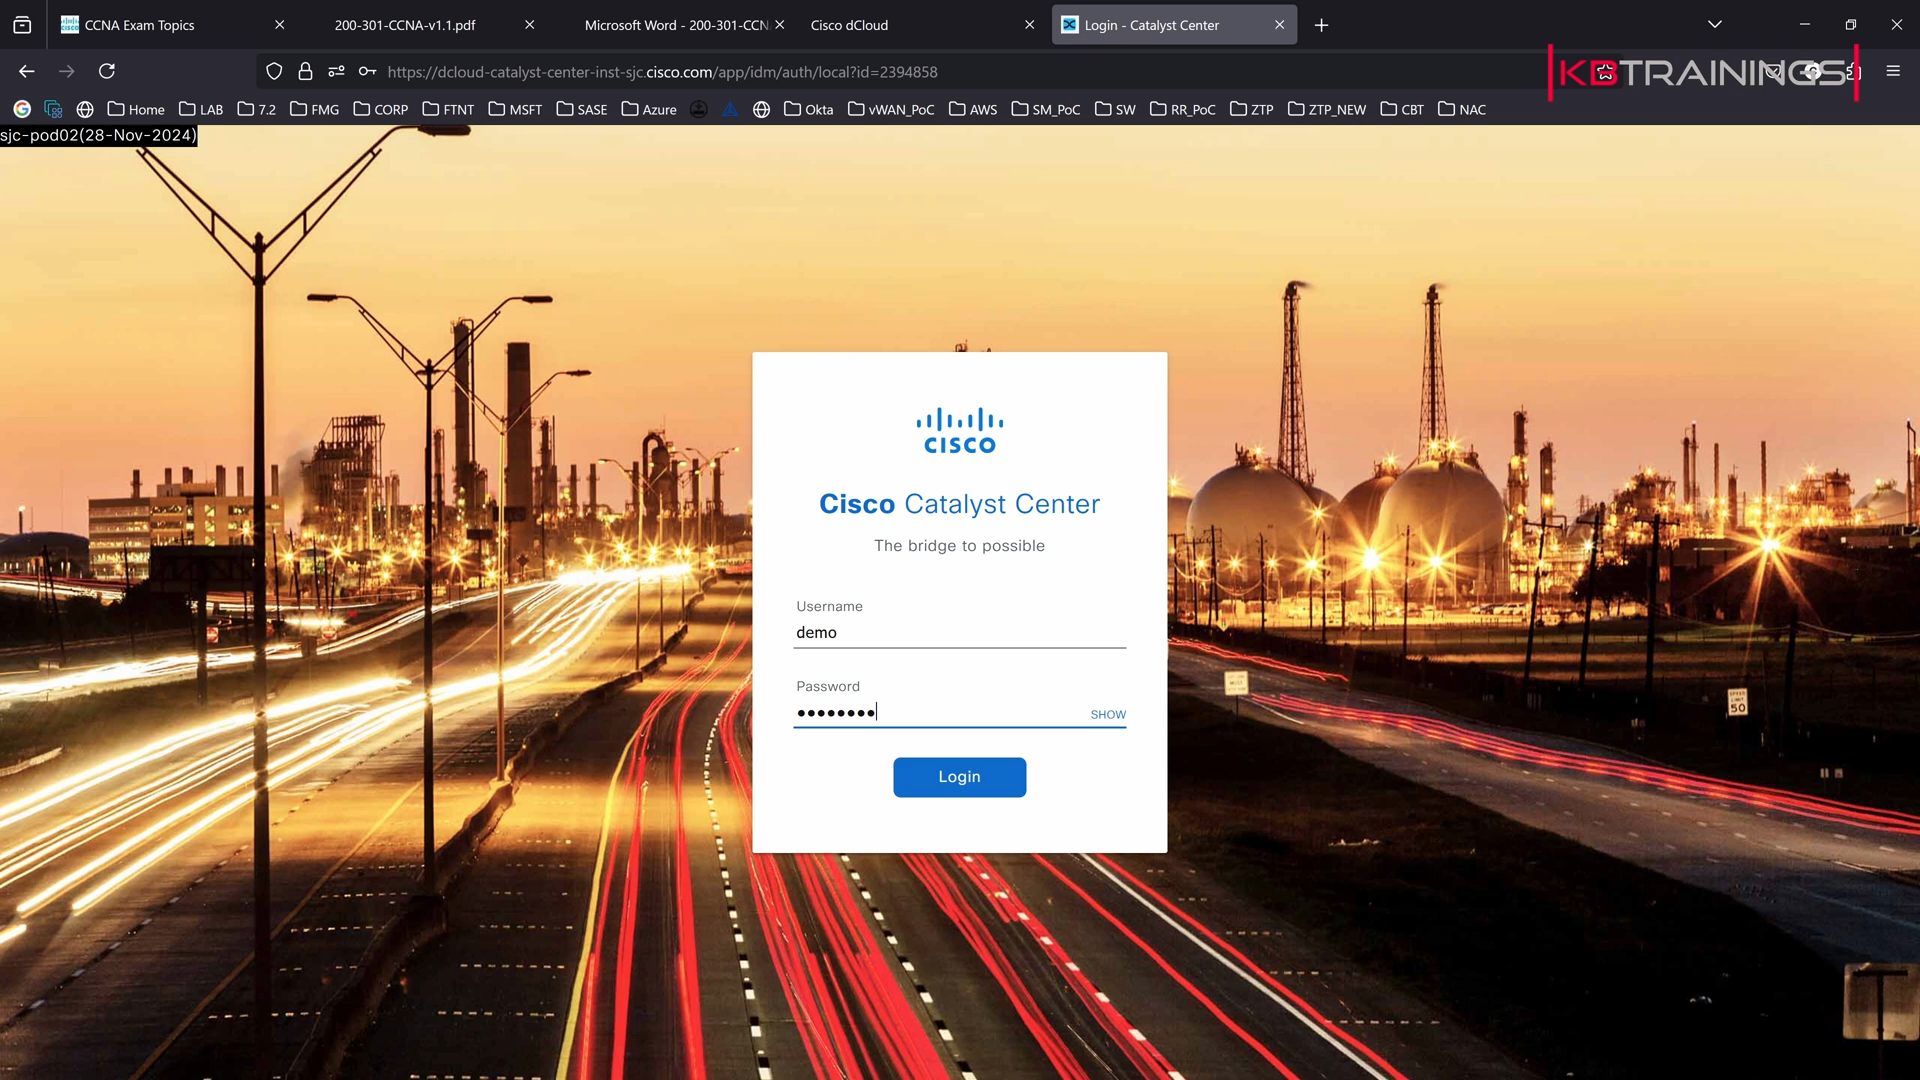 CCNA Exam Topics
200-301-CCNA-v1.1.pdf
Microsoft Word - 200-301-CCN
Cisco dCloud
Login - Catalyst Center
https://dcloud-catalyst-center-inst-sjc.cisco.com/app/idm/auth/local?id=2394858
KBTRAININGS
Home LAB 7.2 FMG CORP FTNT MSFT SASE Azure Okta vWAN_PoC AWS SM_PoC SW RR_PoC ZTP ZTP_NEW CBT NAC
sjc-pod02(28-Nov-2024)
CISCO
Cisco Catalyst Center
The bridge to possible
Username
demo
Password
SHOW
Login
SPEED
LIMIT
50